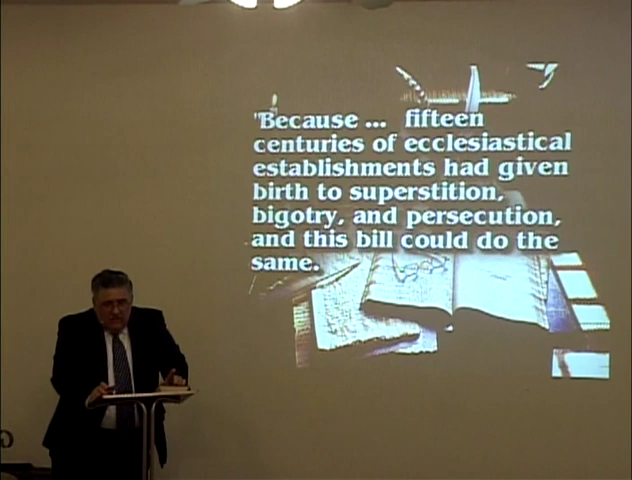 "Because ... fifteen
centuries of ecclesiastical
establishments had given
birth to superstition,
bigotry, and persecution,
and this bill could do the
same.